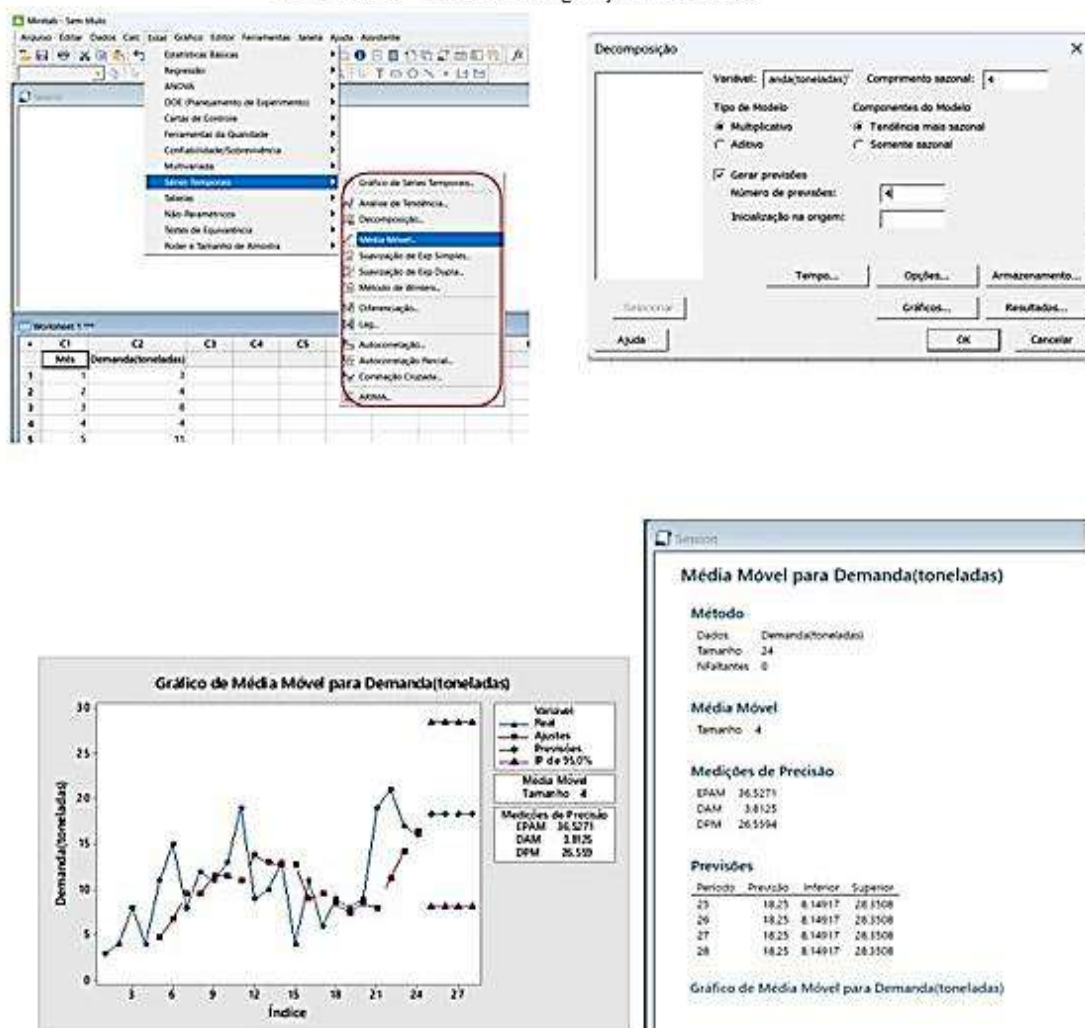 Minitab - Sem título
Arquivo Editar Dados Calc Estat Gráfico Editor Ferramentas Janela Ajuda Assistente
Estatísticas Básicas
Regressão
ANOVA
DOE (Planejamento de Experimento)
Cartas de Controle
Ferramentas da Qualidade
Confiabilidade/Sobrevivência
Multivariada
Séries Temporais
Tabelas
Não Paramétricos
Testes de Equivalência
Poder e Tamanho de Amostra
Gráfico de Séries Temporais...
Análise de Tendência...
Decomposição...
Média Móvel...
Suavização de Exp Simples...
Suavização de Exp Dupla...
Método de Winters...
Diferenciação...
Lag...
Autocorrelação...
Autocorrelação Parcial...
Correlação Cruzada...
ARIMA...
Worksheet 1 ***
C1 C2 C3 C4 C5
Mês Demanda(toneladas)
1 1 3
2 2 4
3 3 8
4 4 4
5 5 11
Decomposição
Variável: anda(toneladas)' Comprimento sazonal: 4
Tipo de Modelo Componentes do Modelo
Multiplicativo Tendência mais sazonal
Aditivo Somente sazonal
Gerar previsões
Número de previsões: 4
Inicialização na origem:
Tempo... Opções... Armazenamento...
Selecionar Gráficos... Resultados...
Ajuda OK Cancelar
Gráfico de Média Móvel para Demanda(toneladas)
Demanda(toneladas)
30
25
20
15
10
5
0
3 6 9 12 15 18 21 24 27
Índice
Variável
Real
Ajustes
Previsões
IP de 95,0%
Média Móvel
Tamanho 4
Medições de Precisão
EPAM 36,5271
DAM 3,8125
DPM 26,559
Session
Média Móvel para Demanda(toneladas)
Método
Dados Demanda(toneladas)
Tamanho 24
NFaltantes 0
Média Móvel
Tamanho 4
Medições de Precisão
EPAM 36,5271
DAM 3,8125
DPM 26,5594
Previsões
Período Previsão Inferior Superior
25 18,25 8,14917 28,3508
26 18,25 8,14917 28,3508
27 18,25 8,14917 28,3508
28 18,25 8,14917 28,3508
Gráfico de Média Móvel para Demanda(toneladas)